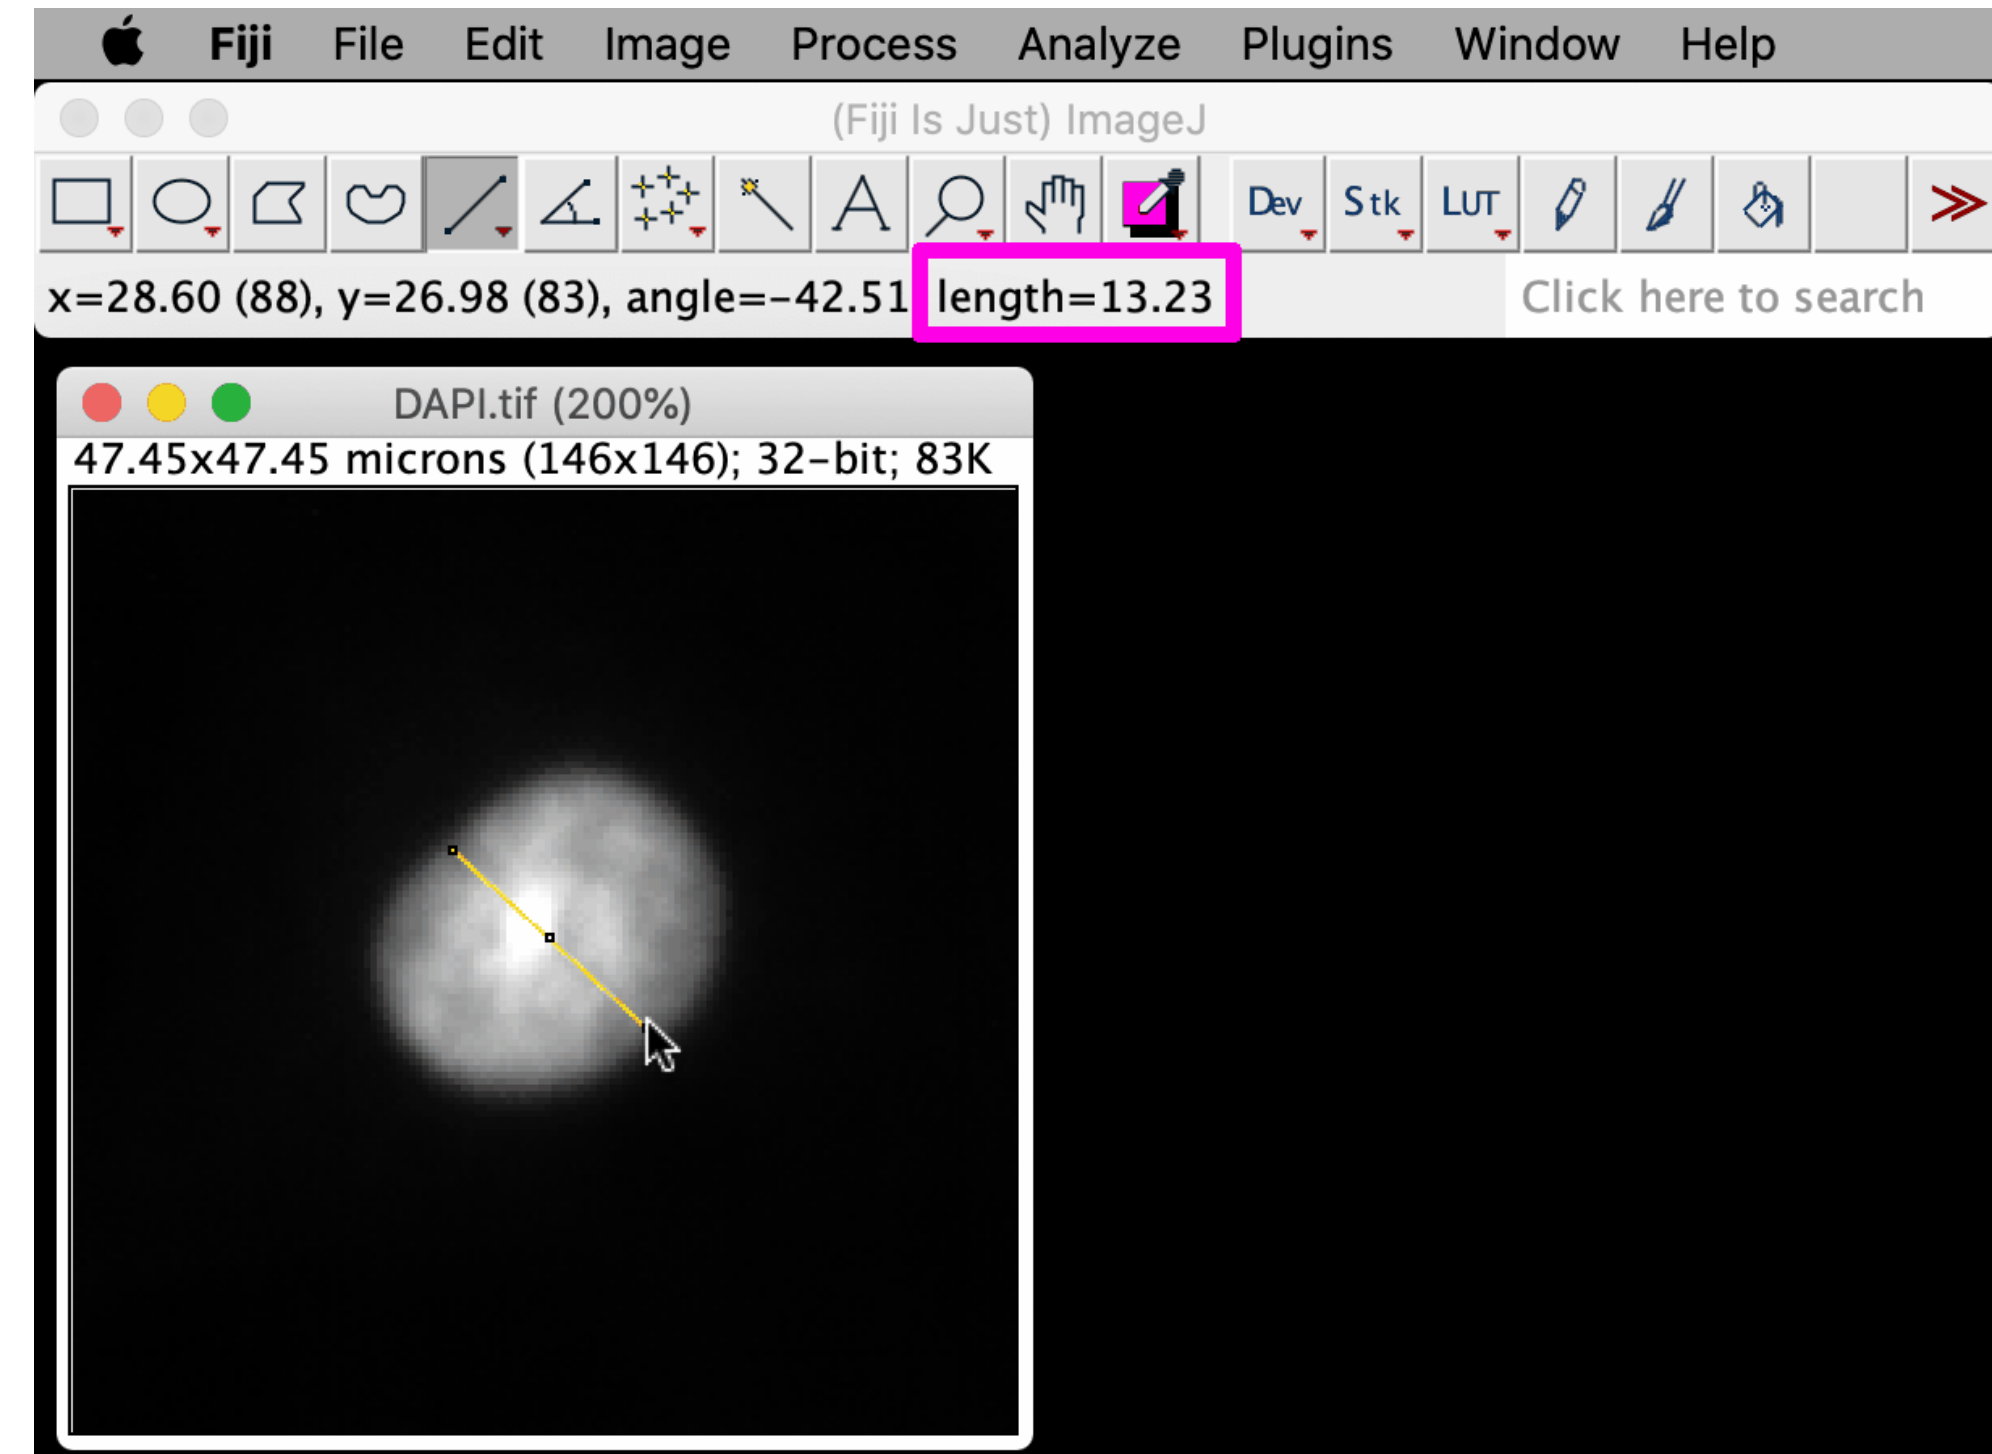 Fiji File Edit Image Process Analyze Plugins Window Help
(Fiji Is Just) ImageJ
A Dev Stk LUT
x=28.60 (88), y=26.98 (83), angle=-42.51 length=13.23 Click here to search
DAPI.tif (200%)
47.45x47.45 microns (146x146); 32-bit; 83K